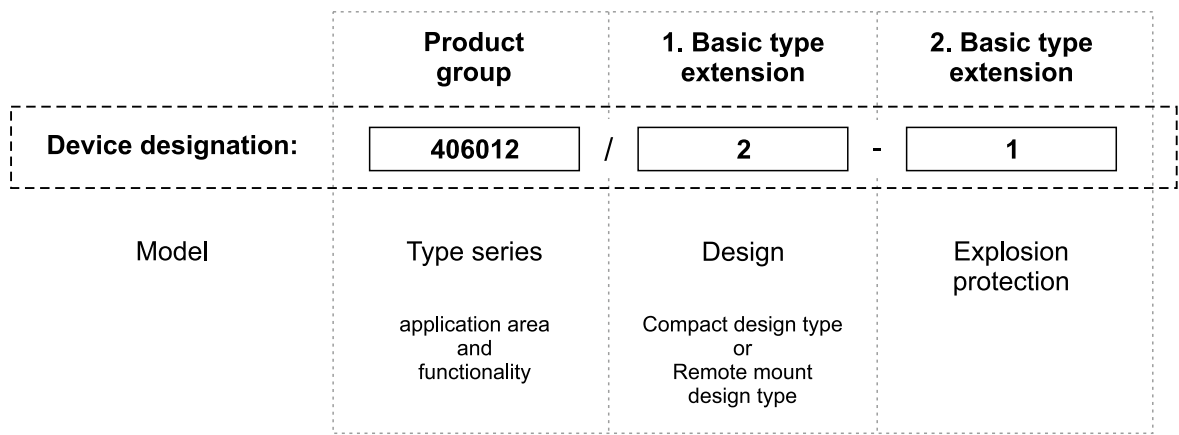 Product
group
1. Basic type
extension
2. Basic type
extension
Device designation: 406012 / 2 - 1
Model
Type series
Design
Explosion
protection
application area
and
functionality
Compact design type
or
Remote mount
design type